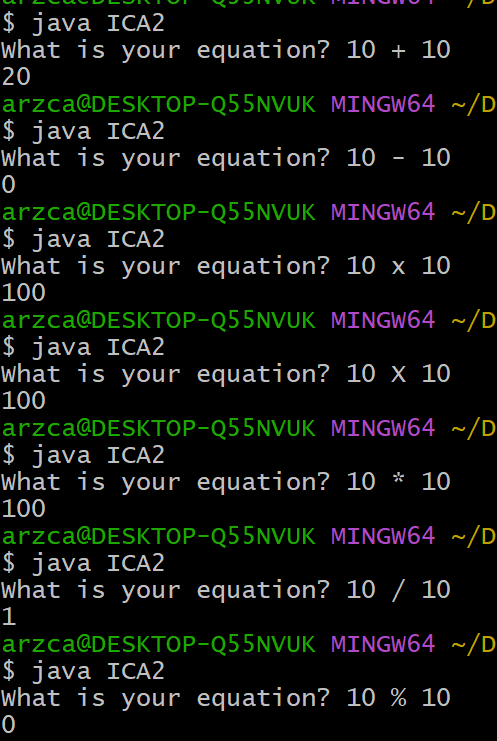 arzca@DESKTOP-Q55NVUK MINGW64 ~/D
$ java ICA2
What is your equation? 10 + 10
20
arzca@DESKTOP-Q55NVUK MINGW64 ~/D
$ java ICA2
What is your equation? 10 - 10
0
arzca@DESKTOP-Q55NVUK MINGW64 ~/D
$ java ICA2
What is your equation? 10 x 10
100
arzca@DESKTOP-Q55NVUK MINGW64 ~/D
$ java ICA2
What is your equation? 10 X 10
100
arzca@DESKTOP-Q55NVUK MINGW64 ~/D
$ java ICA2
What is your equation? 10 * 10
100
arzca@DESKTOP-Q55NVUK MINGW64 ~/D
$ java ICA2
What is your equation? 10 / 10
1
arzca@DESKTOP-Q55NVUK MINGW64 ~/D
$ java ICA2
What is your equation? 10 % 10
0